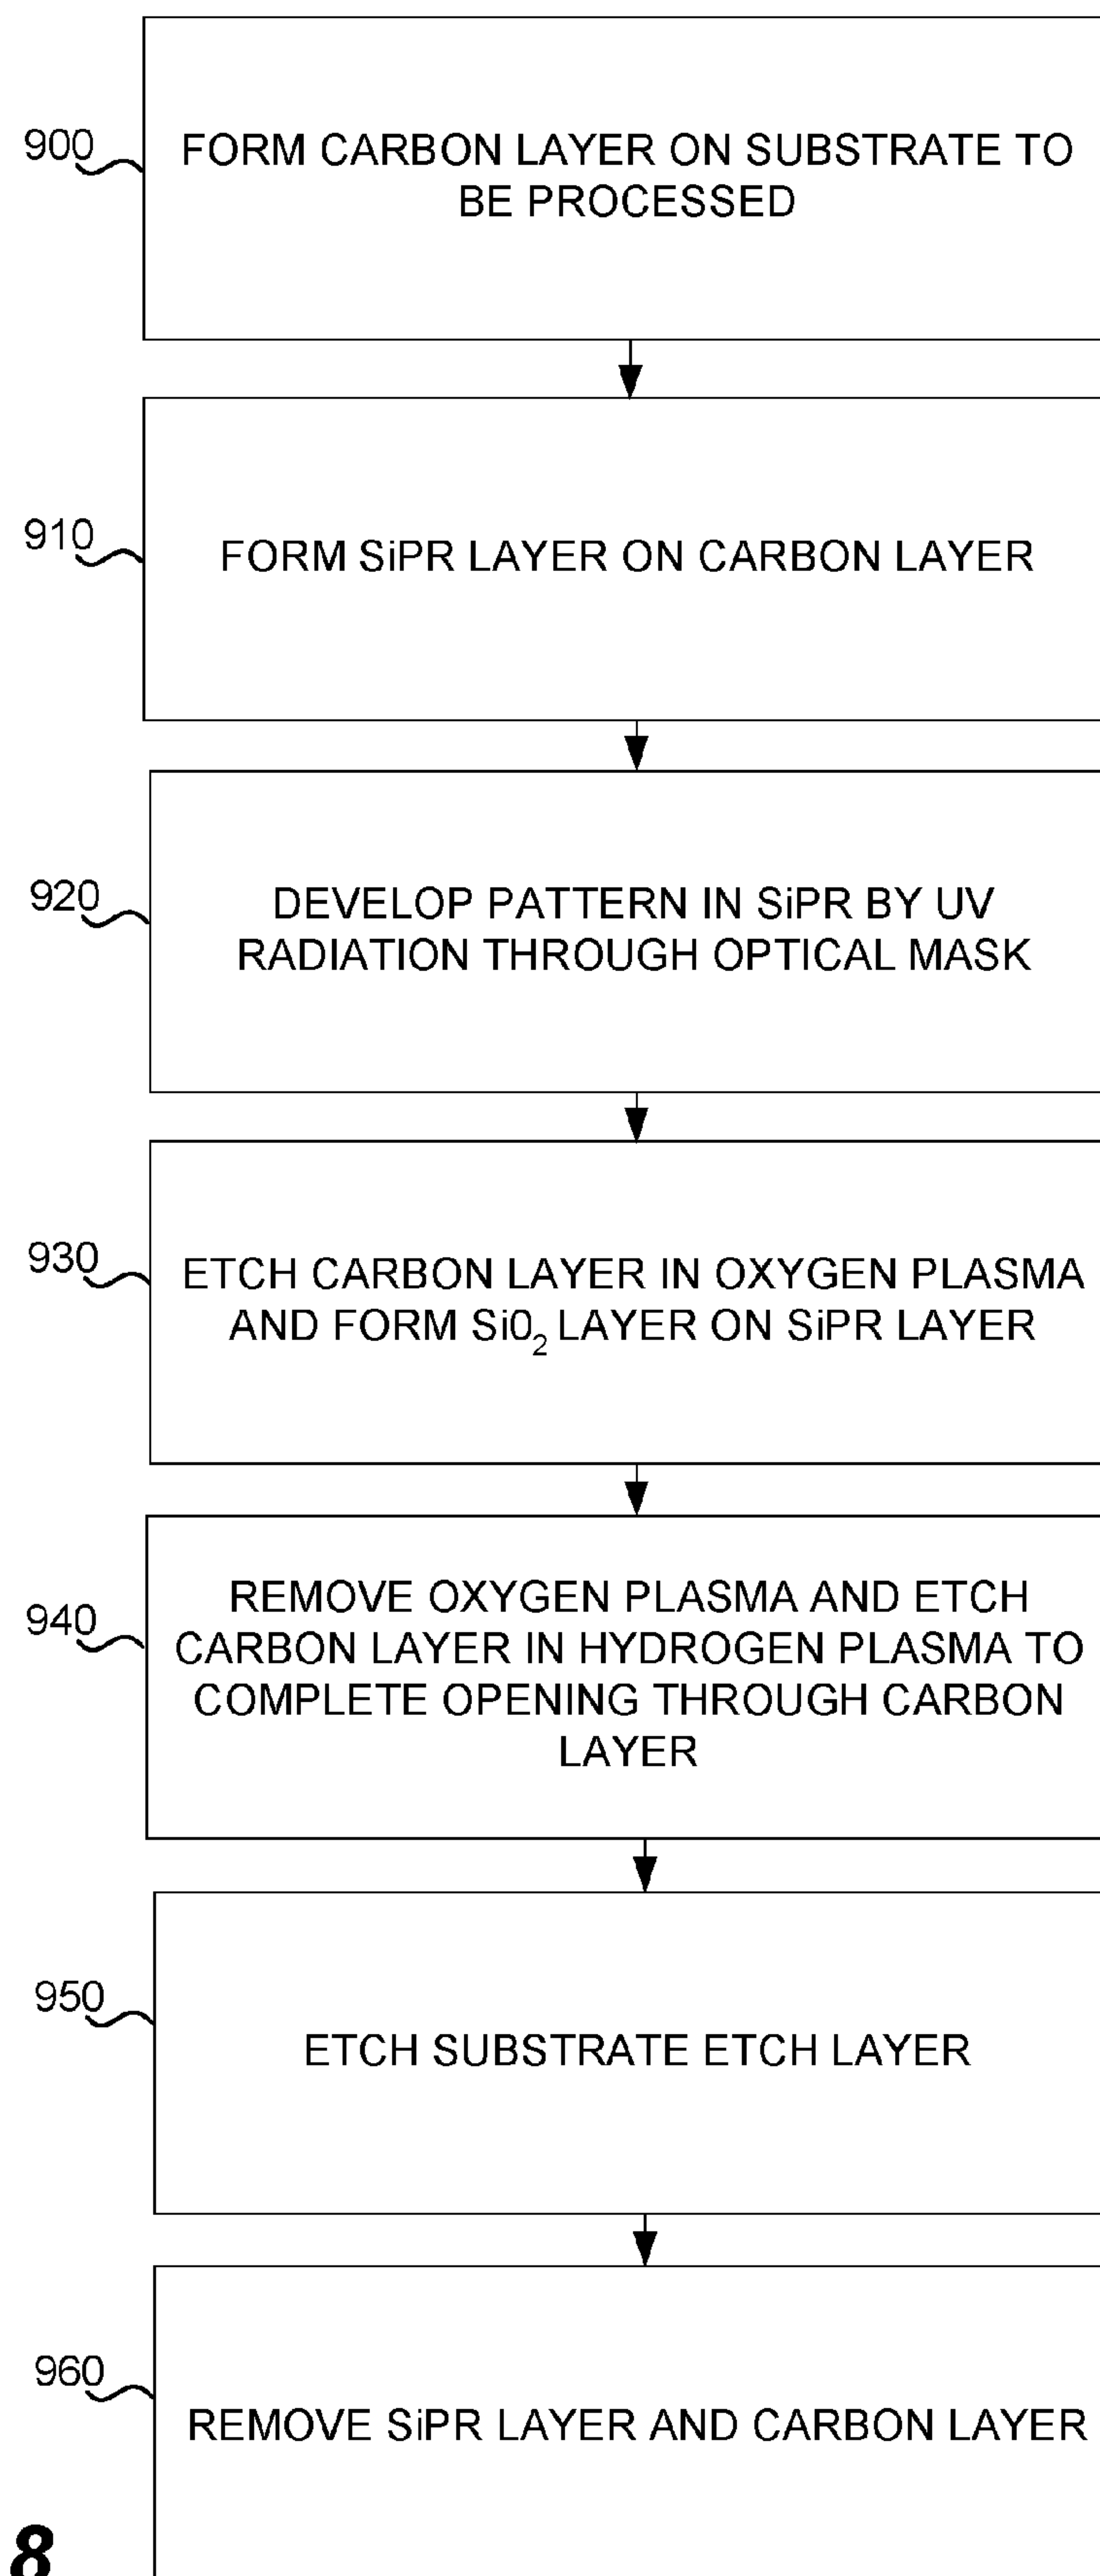 900
FORM CARBON LAYER ON SUBSTRATE TO
BE PROCESSED
910
FORM SiPR LAYER ON CARBON LAYER
920
DEVELOP PATTERN IN SiPR BY UV
RADIATION THROUGH OPTICAL MASK
930
ETCH CARBON LAYER IN OXYGEN PLASMA
AND FORM Si0₂ LAYER ON SiPR LAYER
940
REMOVE OXYGEN PLASMA AND ETCH
CARBON LAYER IN HYDROGEN PLASMA TO
COMPLETE OPENING THROUGH CARBON
LAYER
950
ETCH SUBSTRATE ETCH LAYER
960
REMOVE SiPR LAYER AND CARBON LAYER
8